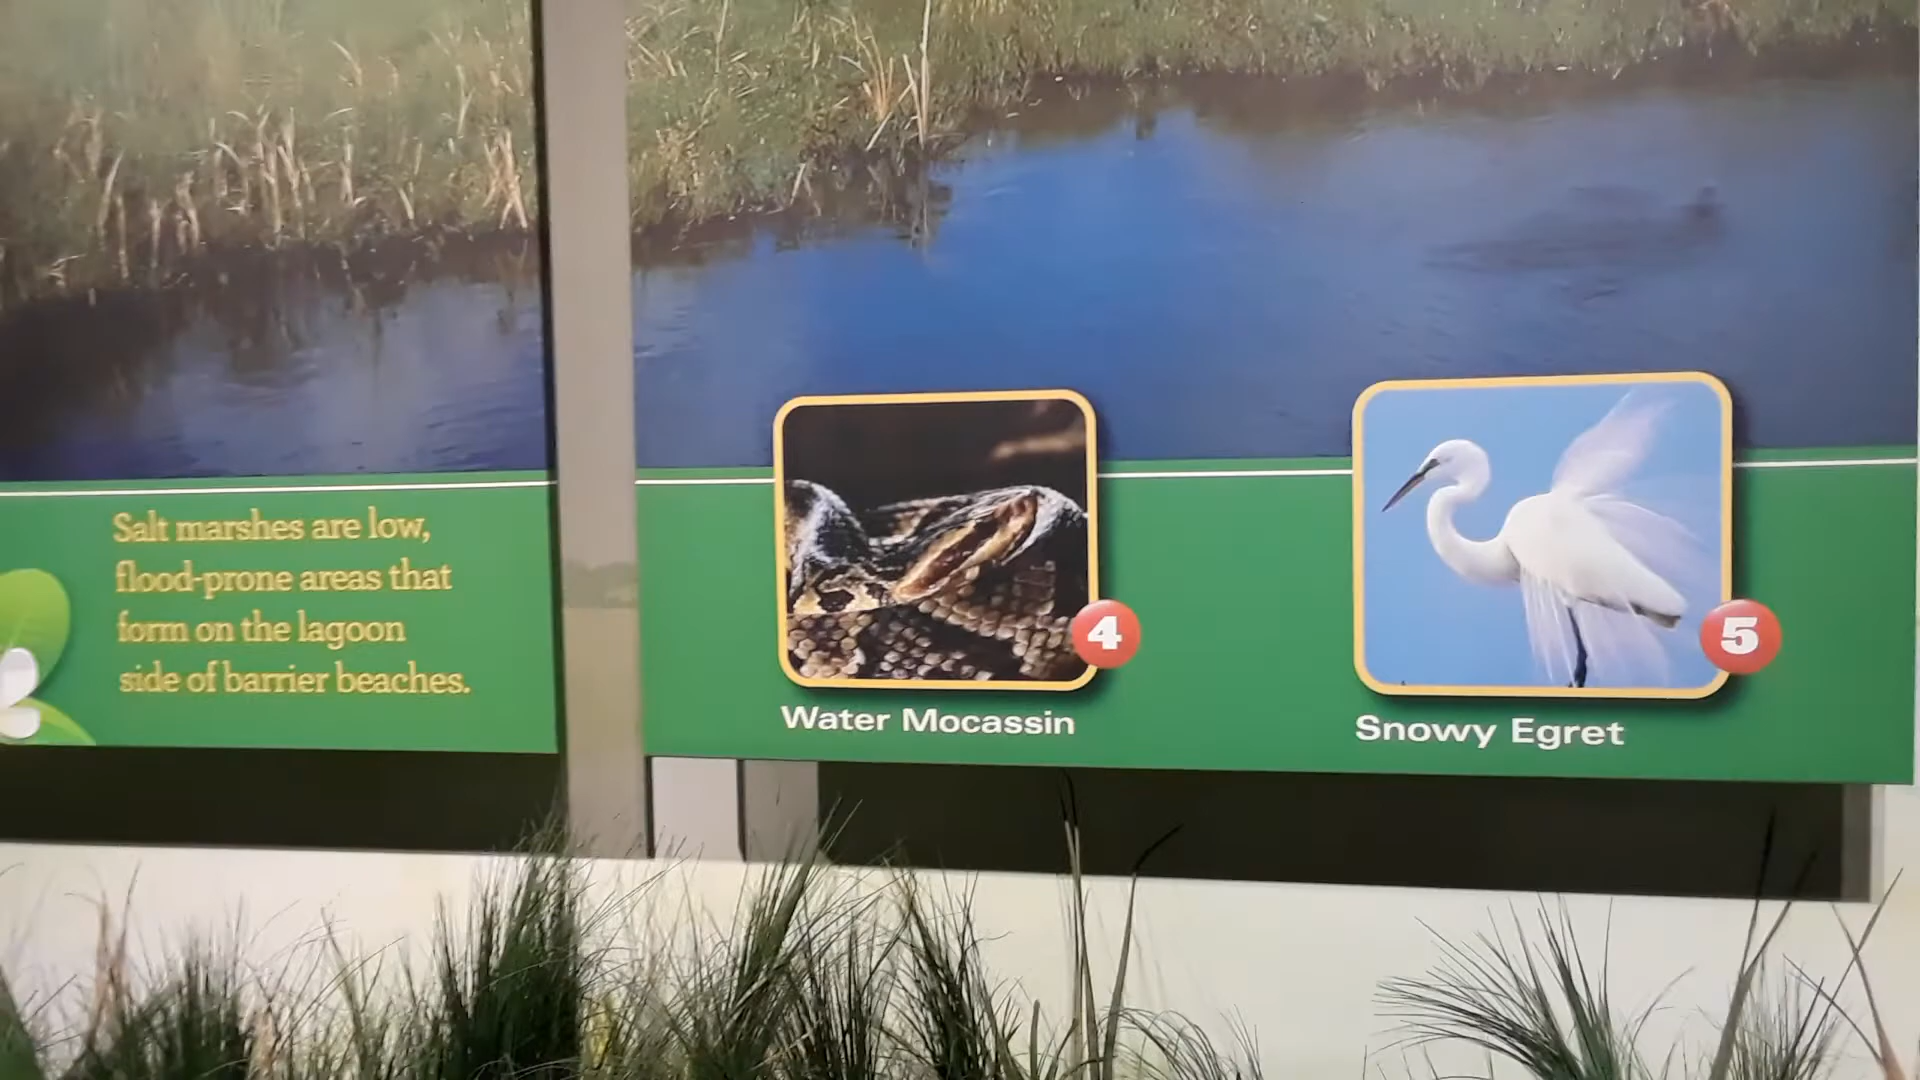 Salt marshes are low,
flood-prone areas that
form on the lagoon
side of barrier beaches.
4
Water Mocassin
5
Snowy Egret